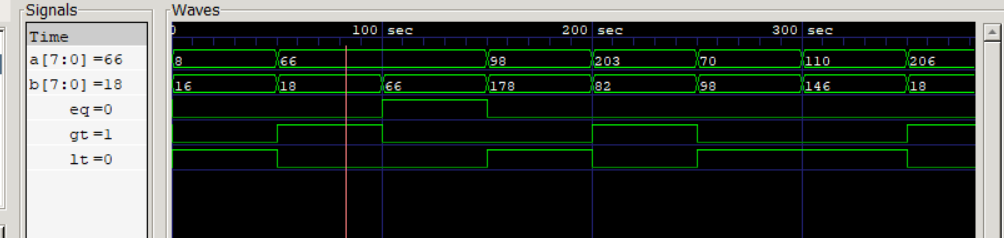 Signals
Waves
Time
100 sec 200 sec 300 sec
a[7:0]=66 8 66 98 203 70 110 206
b[7:0]=18 16 18 66 178 82 98 146 18
eq=0
gt=1
lt=0